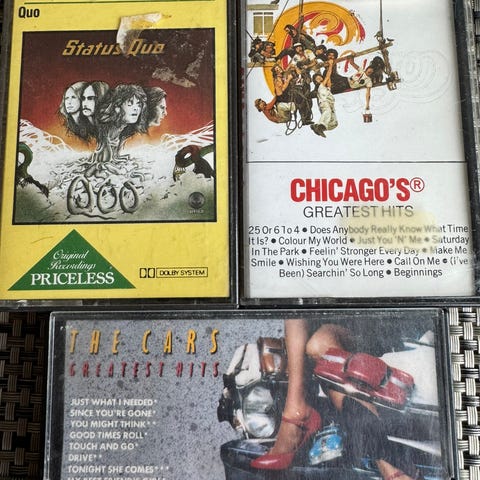 Quo
Status Quo
Quo
Original
Recordings
PRICELESS
DOLBY SYSTEM
CHICAGO'S®
GREATEST HITS
25 Or 6 to 4 • Does Anybody Really Know What Time
It Is? • Colour My World • Just You 'N' Me • Saturday
In The Park • Feelin' Stronger Every Day • Make Me
Smile • Wishing You Were Here • Call On Me • (i've
Been) Searchin' So Long • Beginnings
THE CARS
GREATEST HITS
JUST WHAT I NEEDED*
SINCE YOU'RE GONE*
YOU MIGHT THINK**
GOOD TIMES ROLL*
TOUCH AND GO*
DRIVE**
TONIGHT SHE COMES***